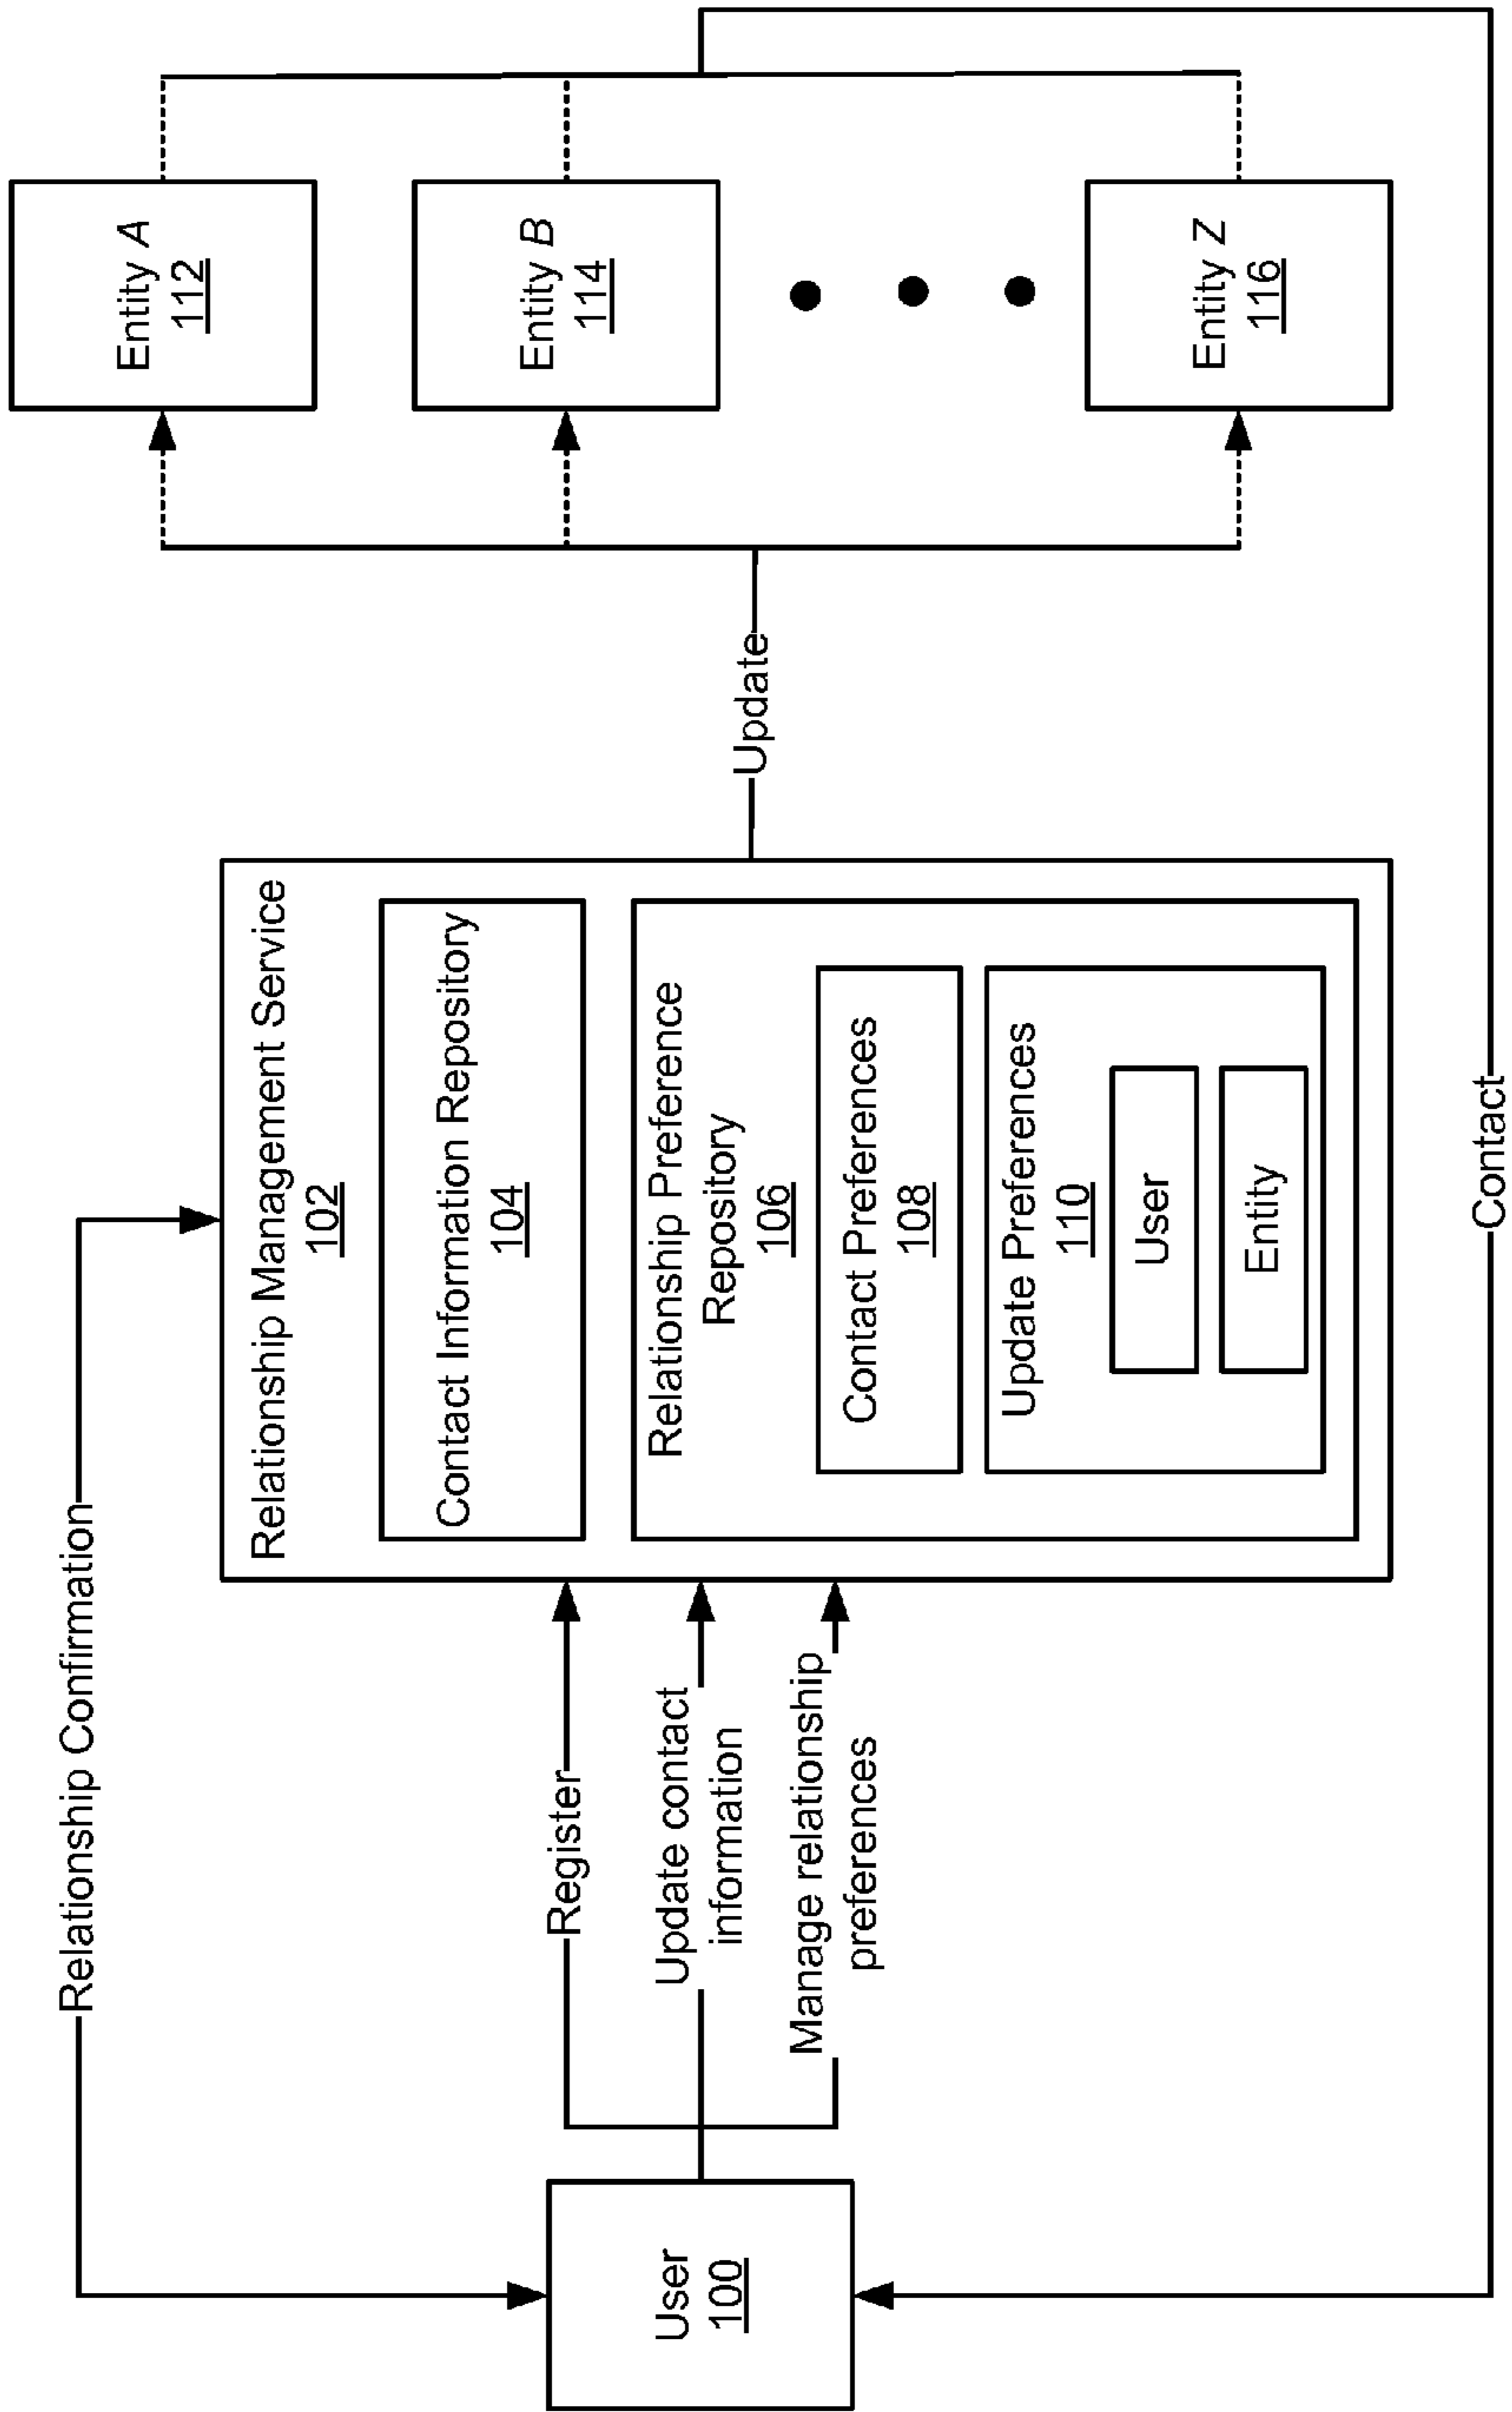 Relationship Confirmation
User
100
Register
Update contact
information
Manage relationship
preferences
Relationship Management Service
102
Contact Information Repository
104
Relationship Preference
Repository
106
Contact Preferences
108
Update Preferences
110
User
Entity
Update
Entity A
112
Entity B
114
Entity Z
116
Contact